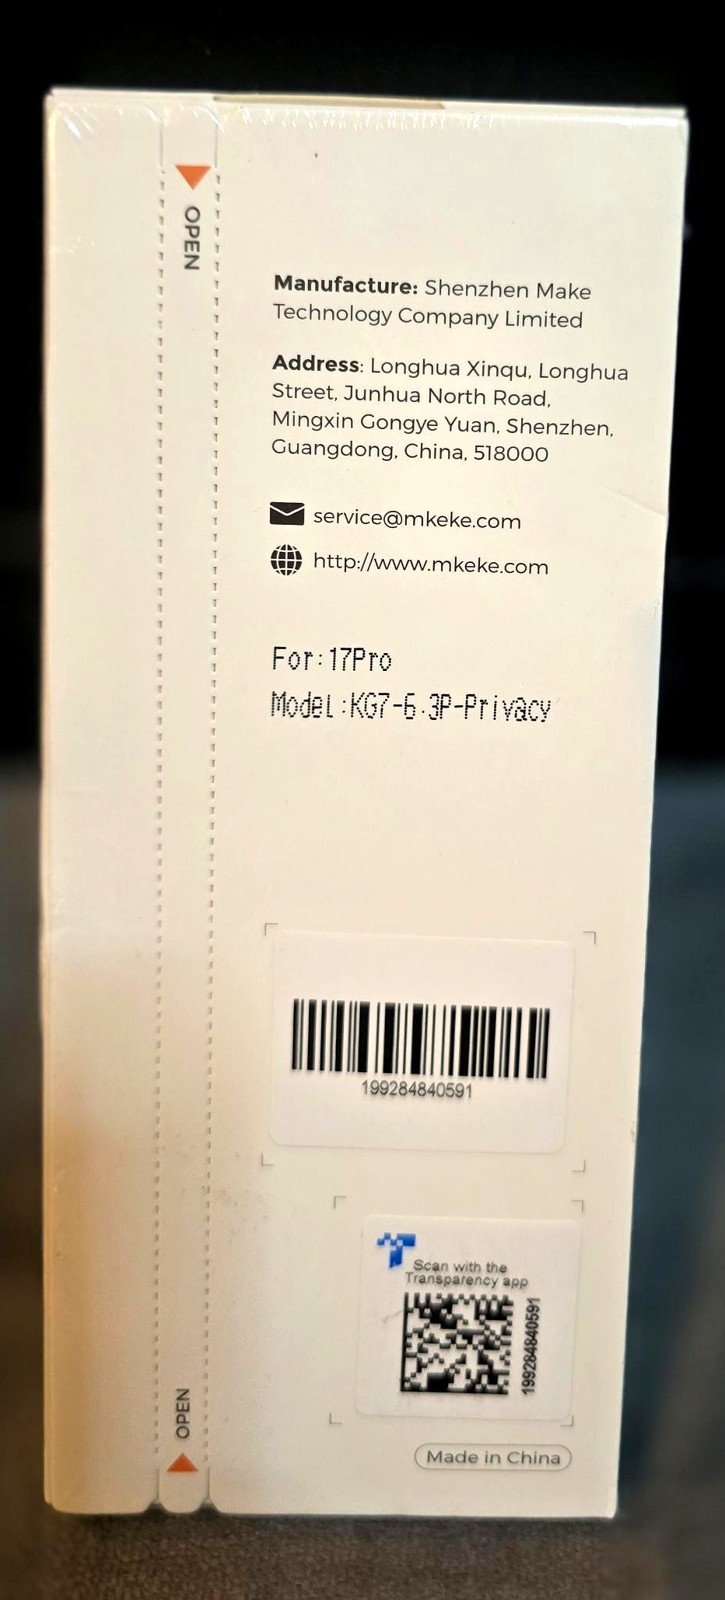 OPEN
Manufacture: Shenzhen Make
Technology Company Limited
Address: Longhua Xinqu, Longhua
Street, Junhua North Road,
Mingxin Gongye Yuan, Shenzhen,
Guangdong, China, 518000
service@mkeke.com
http://www.mkeke.com
For:17Pro
Model:KG7-6.3P-Privacy
199284840591
Scan with the
Transparency app
199284840591
OPEN
Made in China